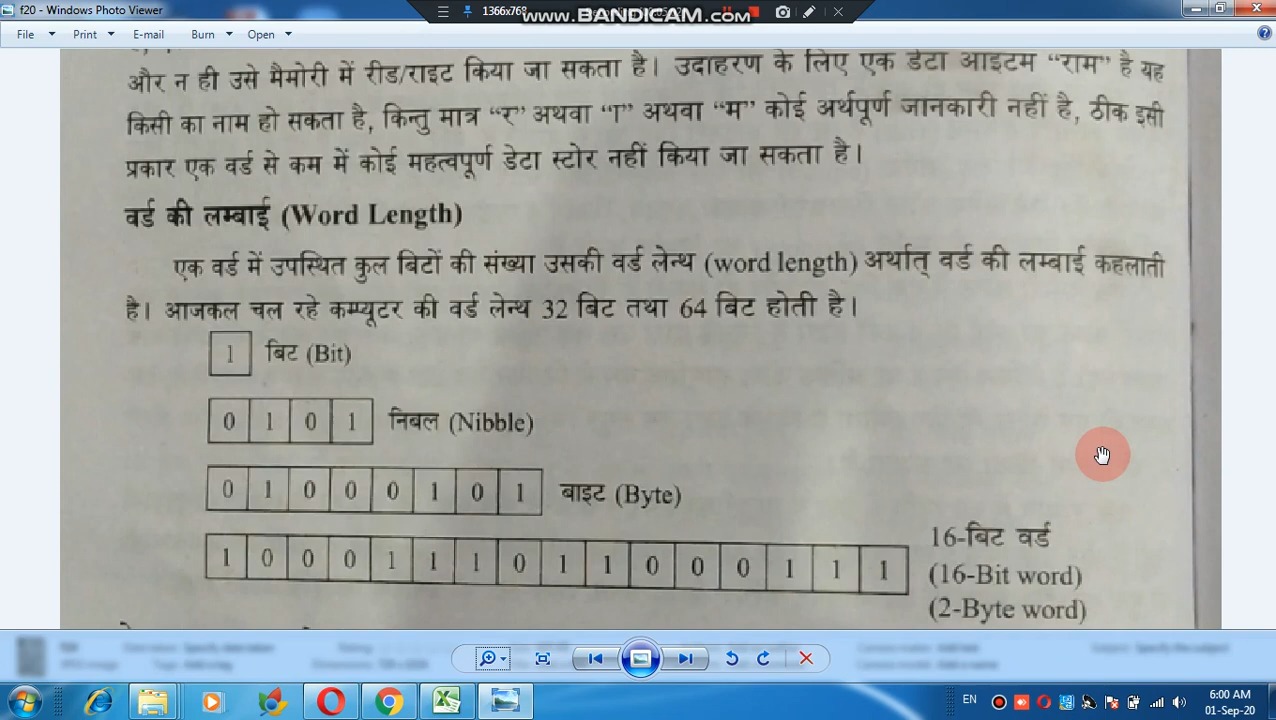 f20 - Windows Photo Viewer
1366x768
www.BANDICAM.com
Print E-mail Burn Open
और न ही उसे मैमोरी में रीड/राइट किया जा सकता है। उदाहरण के लिए एक डेटा आइटम “राम” है यह
किसी का नाम हो सकता है, किन्तु मात्र “र” अथवा “ा” अथवा “म” कोई अर्थपूर्ण जानकारी नहीं है, ठीक इसी
प्रकार एक वर्ड से कम में कोई महत्वपूर्ण डेटा स्टोर नहीं किया जा सकता है।
वर्ड की लम्बाई (Word Length)
एक वर्ड में उपस्थित कुल बिटों की संख्या उसकी वर्ड लेन्थ (word length) अर्थात् वर्ड की लम्बाई कहलाती
है। आजकल चल रहे कम्प्यूटर की वर्ड लेन्थ 32 बिट तथा 64 बिट होती है।
1 बिट (Bit)
0 1 0 1 निबल (Nibble)
0 1 0 0 0 1 0 1 बाइट (Byte)
1 0 0 0 1 1 1 0 1 1 0 0 0 1 1 1
16-बिट वर्ड
(16-Bit word)
(2-Byte word)
EN
6:00 AM
01-Sep-20